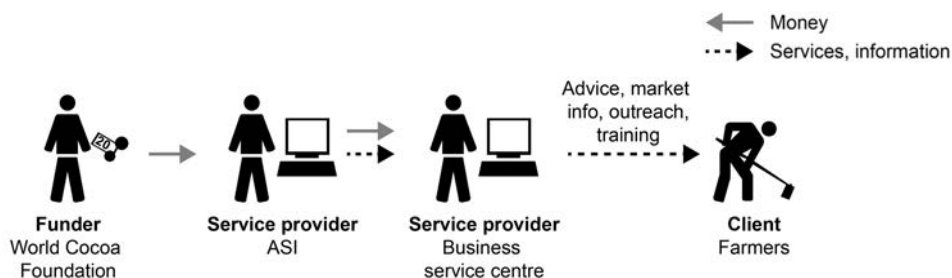 Money
Services, information
Advice, market
info, outreach,
training
20
Funder
World Cocoa
Foundation
Service provider
ASI
Service provider
Business
service centre
Client
Farmers